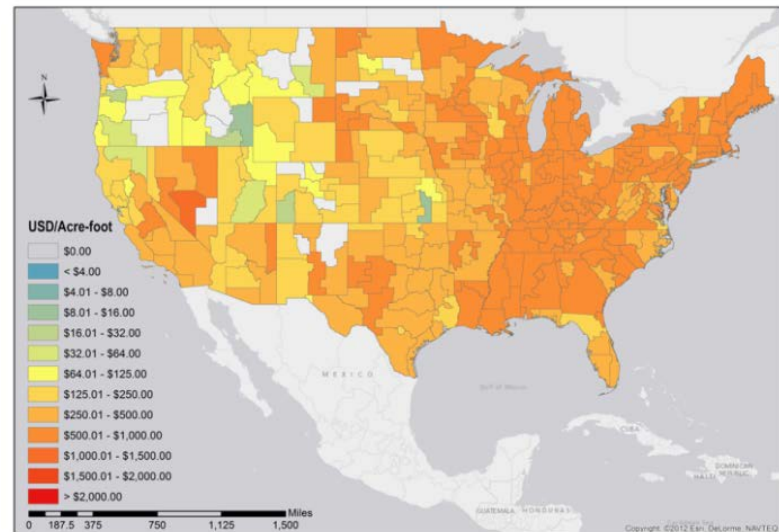 N
USD/Acre-foot
$0.00
< $4.00
$4.01 - $8.00
$8.01 - $16.00
$16.01 - $32.00
$32.01 - $64.00
$64.01 - $125.00
$125.01 - $250.00
$250.01 - $500.00
$500.01 - $1,000.00
$1,000.01 - $1,500.00
$1,500.01 - $2,000.00
> $2,000.00
Miles
0 187.5 375 750 1,125 1,500
MEXICO
Gulf of Mexico
CUBA
HAITI
DOMINICAN
REPUBLIC
GUATEMALA
HONDURAS
Copyright: ©2012 Esri, DeLorme, NAVTEQ